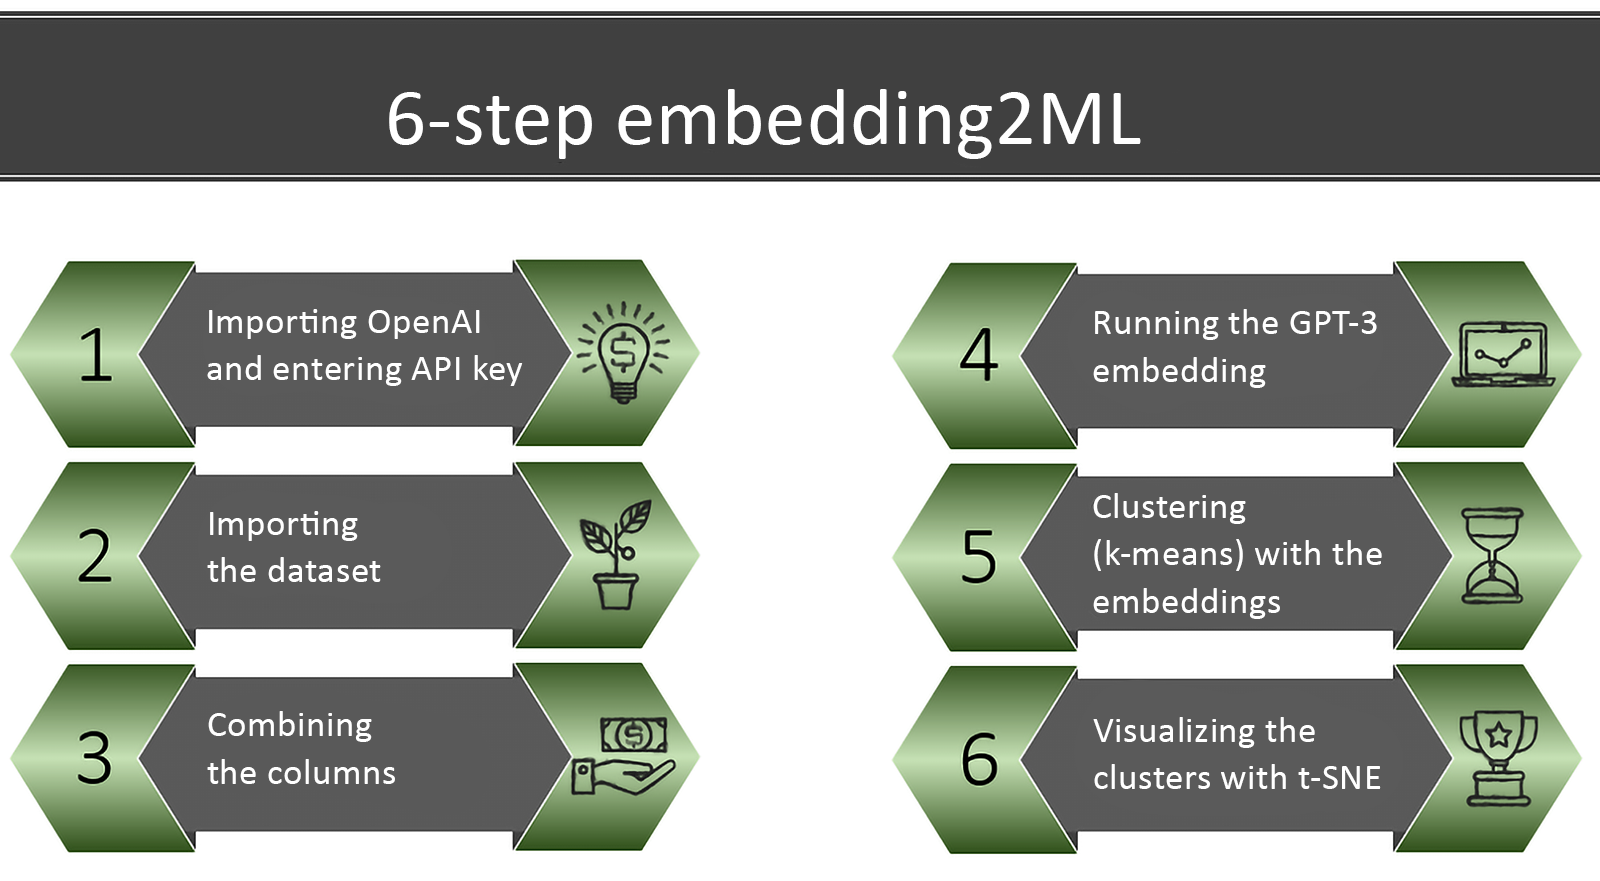 6-step embedding2ML
1
Importing OpenAI
and entering API key
$
2
Importing
the dataset
3
Combining
the columns
$
4
Running the GPT-3
embedding
5
Clustering
(k-means) with the
embeddings
6
Visualizing the
clusters with t-SNE